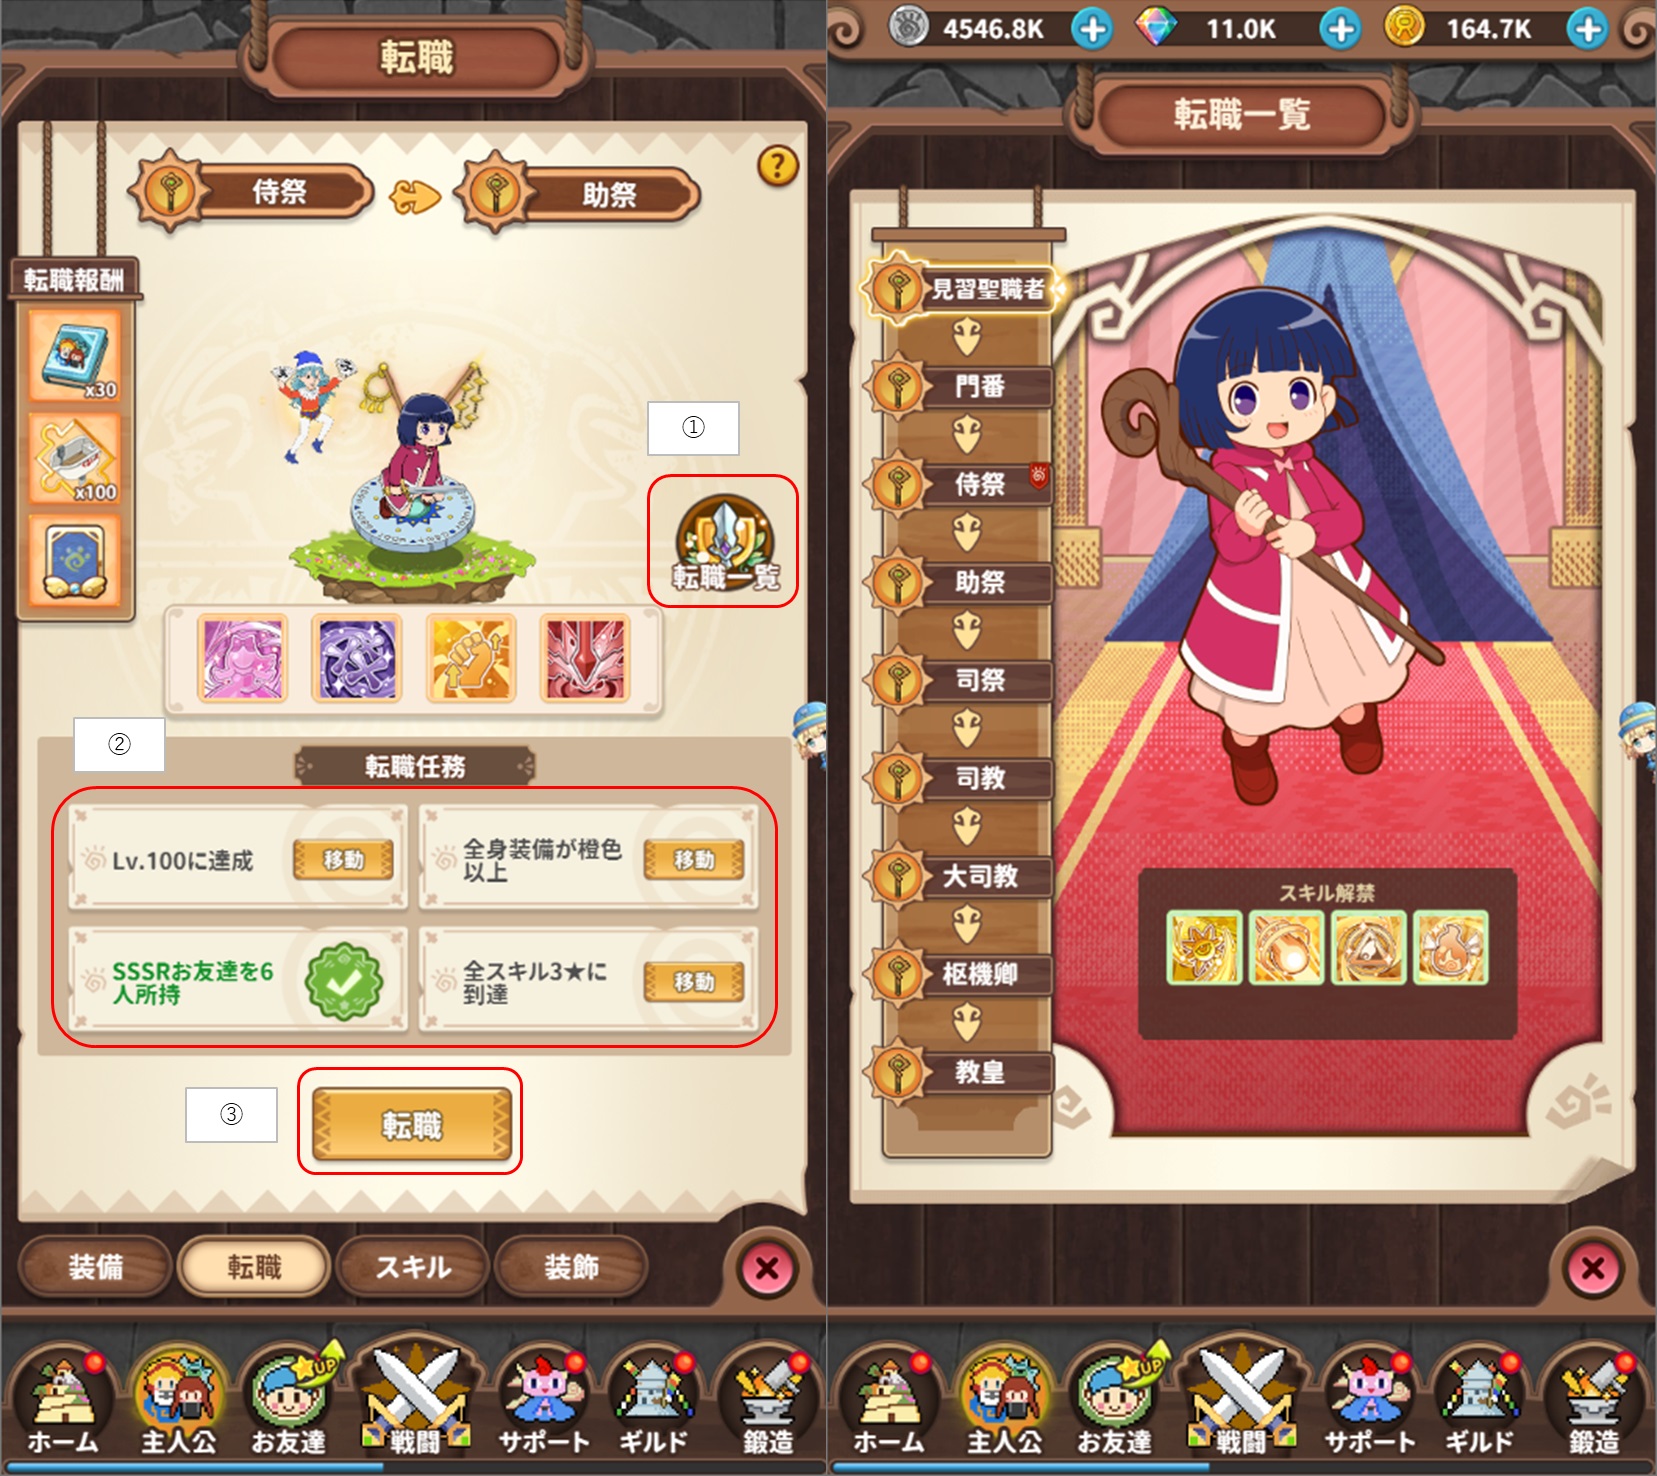 転職
侍祭
助祭
?
転職報酬
x30
x100
①
転職一覧
②
転職任務
Lv.100に達成
移動
全身装備が橙色
以上
移動
SSSRお友達を6
人所持
全スキル3★に
到達
移動
③
転職
装備
転職
スキル
装飾
ホーム
主人公
UP
お友達
戦闘
サポート
ギルド
鍛造
4546.8K
11.0K
164.7K
転職一覧
見習聖職者
門番
侍祭
助祭
司祭
司教
大司教
枢機卿
教皇
スキル解禁
ホーム
主人公
UP
お友達
戦闘
サポート
ギルド
鍛造